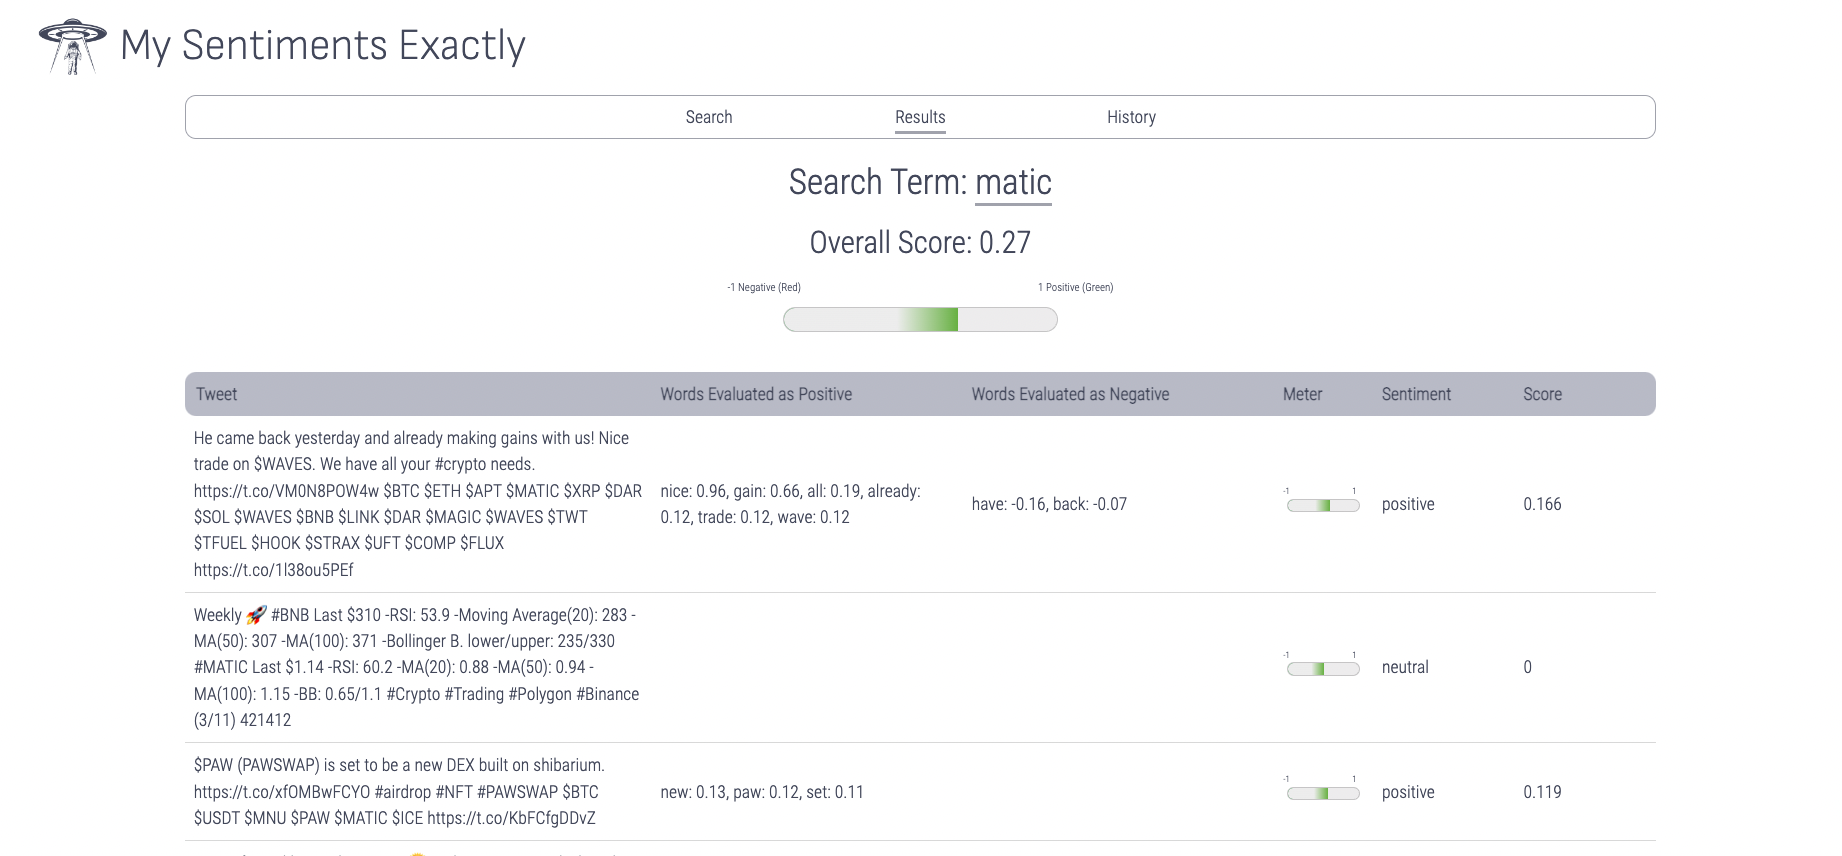 My Sentiments Exactly
Search Results History
Search Term: matic
Overall Score: 0.27
-1 Negative (Red) 1 Positive (Green)
Tweet Words Evaluated as Positive Words Evaluated as Negative Meter Sentiment Score
He came back yesterday and already making gains with us! Nice
trade on $WAVES. We have all your #crypto needs.
https://t.co/VM0N8POW4w $BTC $ETH $APT $MATIC $XRP $DAR
$SOL $WAVES $BNB $LINK $DAR $MAGIC $WAVES $TWT
$TFUEL $HOOK $STRAX $UFT $COMP $FLUX
https://t.co/1l38ou5PEf
nice: 0.96, gain: 0.66, all: 0.19, already:
0.12, trade: 0.12, wave: 0.12
have: -0.16, back: -0.07
-1 1
positive
0.166
Weekly 🚀 #BNB Last $310 -RSI: 53.9 -Moving Average(20): 283 -
MA(50): 307 -MA(100): 371 -Bollinger B. lower/upper: 235/330
#MATIC Last $1.14 -RSI: 60.2 -MA(20): 0.88 -MA(50): 0.94 -
MA(100): 1.15 -BB: 0.65/1.1 #Crypto #Trading #Polygon #Binance
(3/11) 421412
-1 1
neutral
0
$PAW (PAWSWAP) is set to be a new DEX built on shibarium.
https://t.co/xfOMBwFCYO #airdrop #NFT #PAWSWAP $BTC
$USDT $MNU $PAW $MATIC $ICE https://t.co/KbFCfgDDvZ
new: 0.13, paw: 0.12, set: 0.11
-1 1
positive
0.119